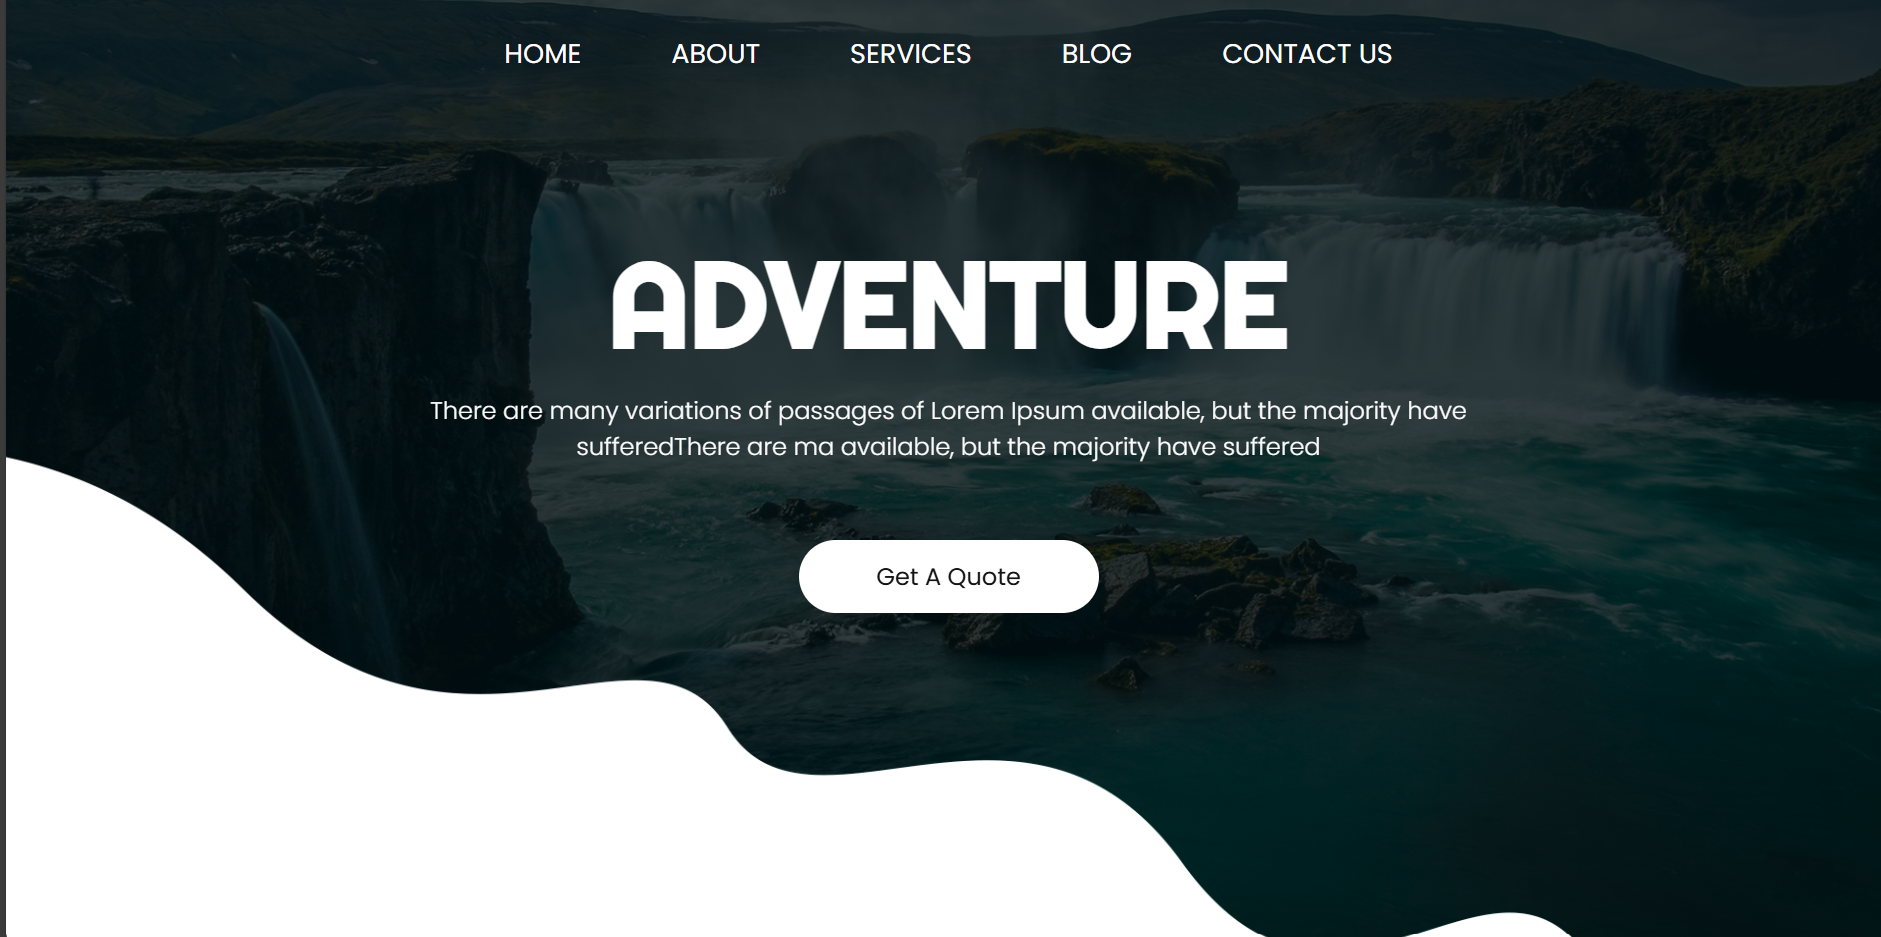 HOME ABOUT SERVICES BLOG CONTACT US
ADVENTURE
There are many variations of passages of Lorem Ipsum available, but the majority have
sufferedThere are ma available, but the majority have suffered
Get A Quote